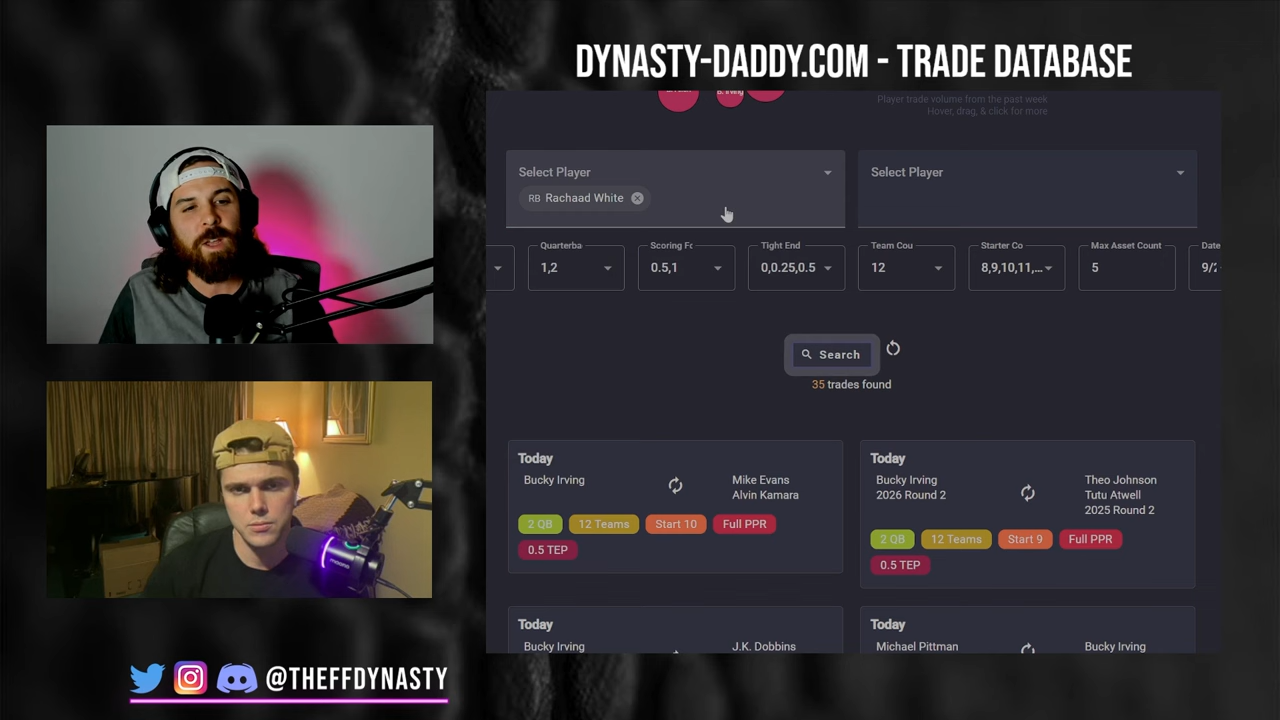 DYNASTY-DADDY.COM - TRADE DATABASE
B. Irving
Player trade volume from the past week
Hover, drag, & click for more
Select Player
RB Rachaad White
Select Player
Quarterba
1,2
Scoring Fo
0.5,1
Tight End
0,0.25,0.5
Team Cou
12
Starter Co
8,9,10,11,...
Max Asset Count
5
Date
9/2
Search
35 trades found
Today
Bucky Irving
Mike Evans
Alvin Kamara
2 QB
12 Teams
Start 10
Full PPR
0.5 TEP
Today
Bucky Irving
2026 Round 2
Theo Johnson
Tutu Atwell
2025 Round 2
2 QB
12 Teams
Start 9
Full PPR
0.5 TEP
Today
Bucky Irving
J.K. Dobbins
Today
Michael Pittman
Bucky Irving
@THEFFDYNASTY